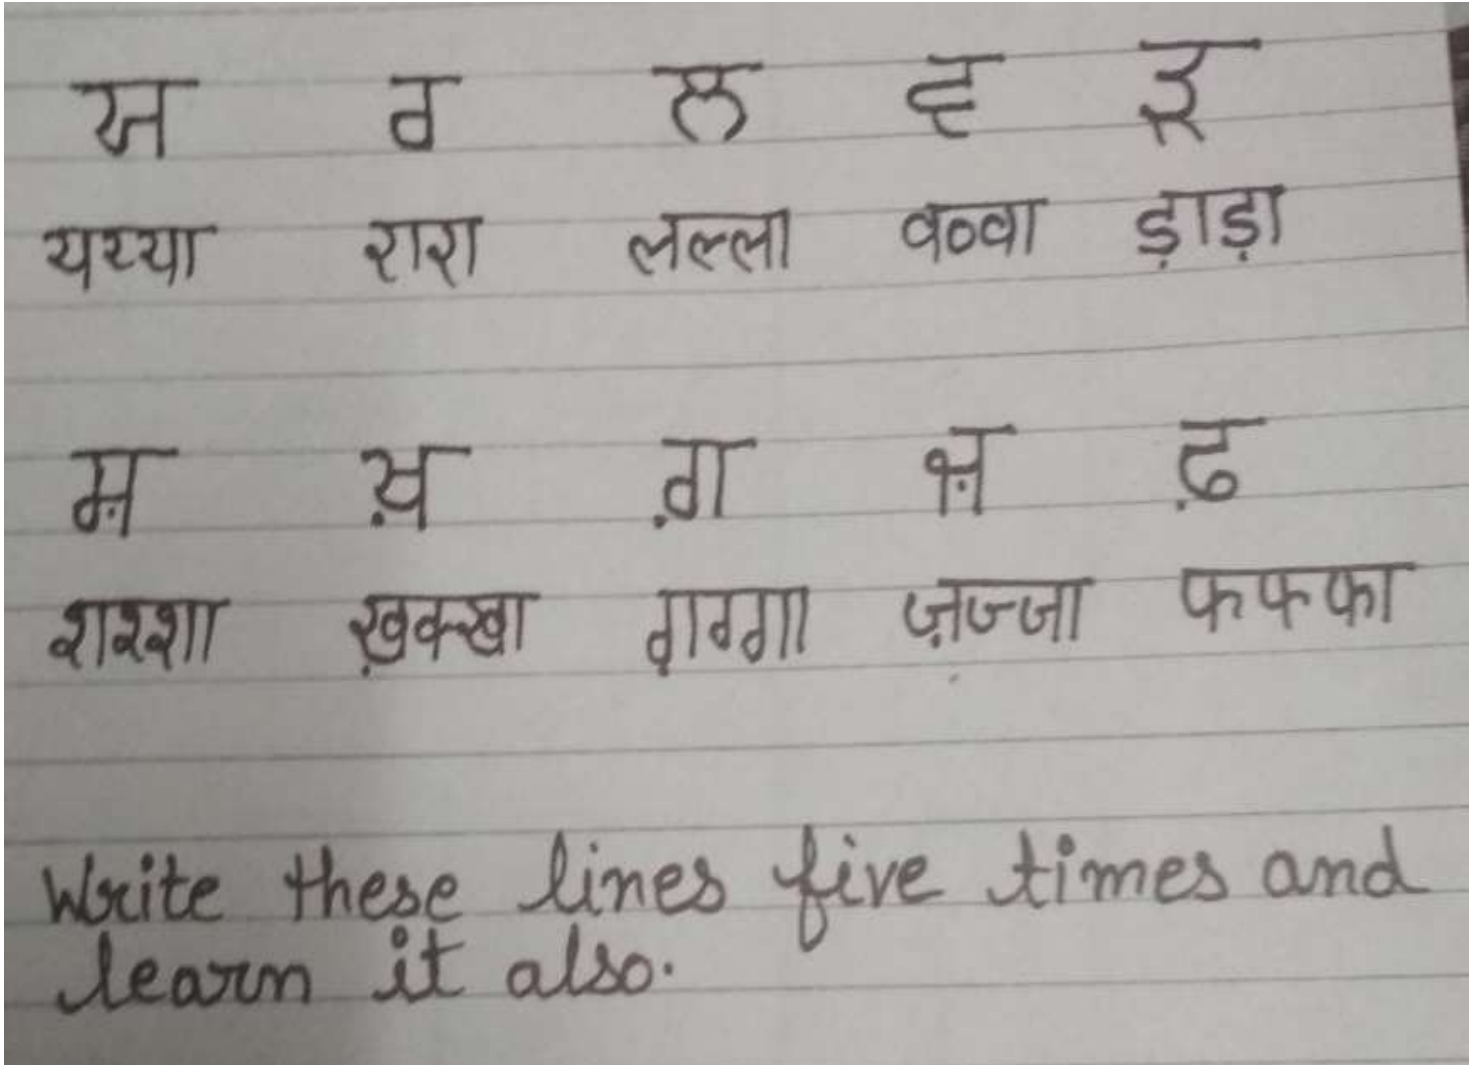 ਯ ਰ ਲ ਵ ੜ
यय्या रारा लल्ला वव्वा ड़ाड़ा
ਸ਼ ਖ਼ ਗ਼ ਜ਼ ਫ਼
शश्शा ख़क्खा ग़ग्गा ज़ज्जा फफ्फा
Write these lines five times and
learn it also.